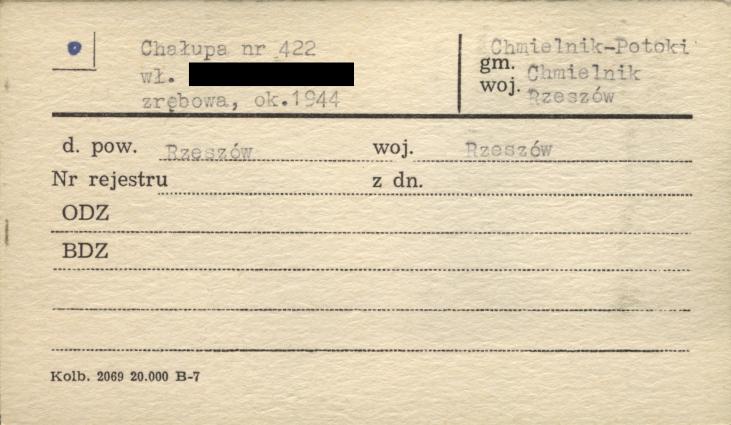 Chałupa nr 422
wł.
zrębowa, ok.1944
Chmielnik-Potoki
gm. Chmielnik
woj. Rzeszów
d. pow. Rzeszów woj. Rzeszów
Nr rejestru z dn.
ODZ
BDZ
Kolb. 2069 20.000 B-7